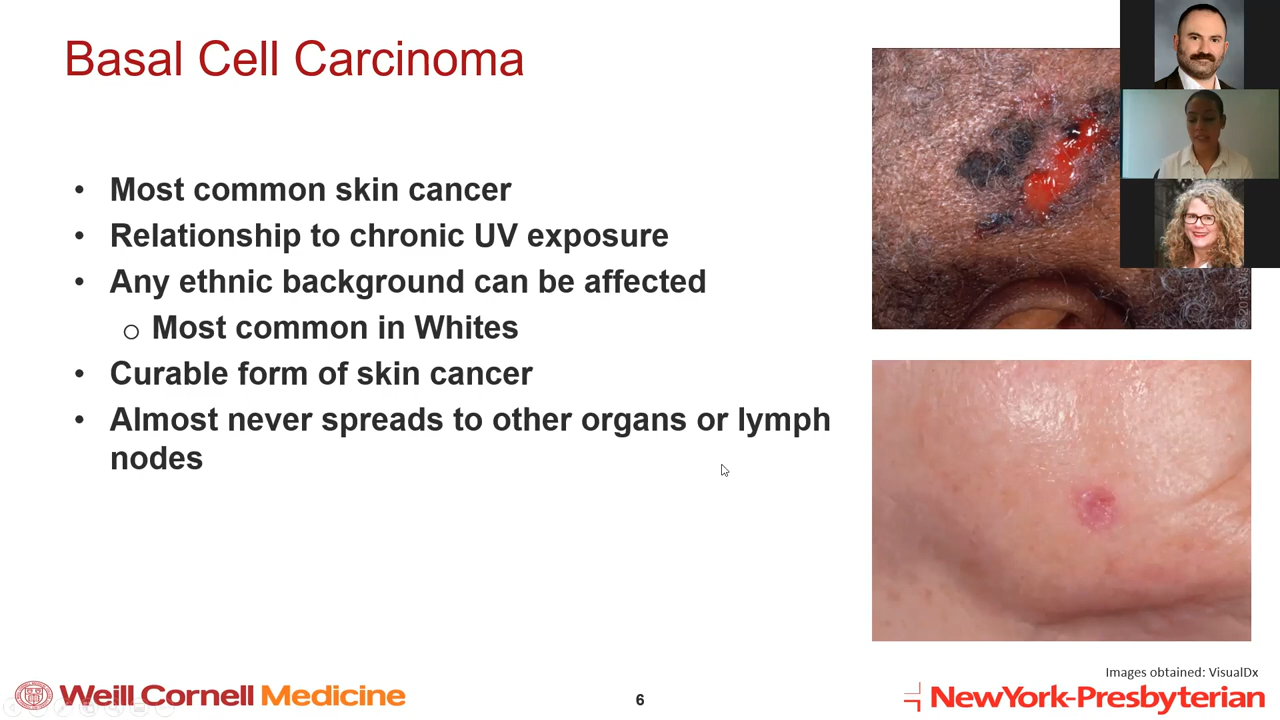 Basal Cell Carcinoma
• Most common skin cancer
• Relationship to chronic UV exposure
• Any ethnic background can be affected
o Most common in Whites
• Curable form of skin cancer
• Almost never spreads to other organs or lymph
nodes
Images obtained: VisualDx
Weill Cornell Medicine
6
NewYork-Presbyterian